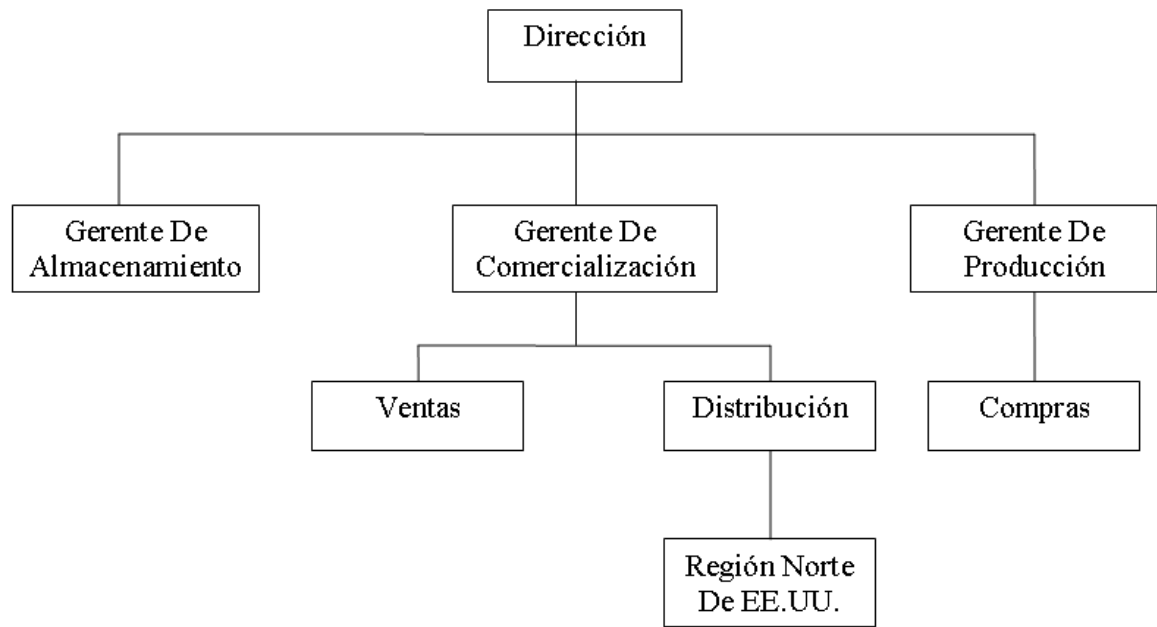 Dirección
Gerente De
Almacenamiento
Gerente De
Comercialización
Gerente De
Producción
Ventas
Distribución
Compras
Región Norte
De EE.UU.